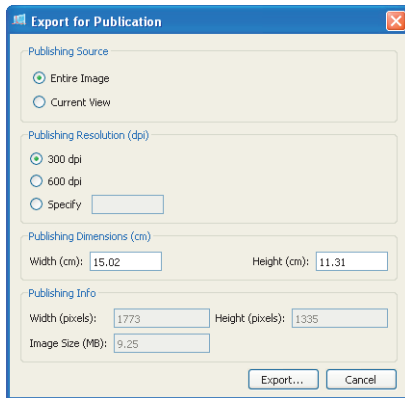 Export for Publication
Publishing Source
Entire Image
Current View
Publishing Resolution (dpi)
300 dpi
600 dpi
Specify
Publishing Dimensions (cm)
Width (cm): 15.02 Height (cm): 11.31
Publishing Info
Width (pixels): 1773 Height (pixels): 1335
Image Size (MB): 9.25
Export... Cancel